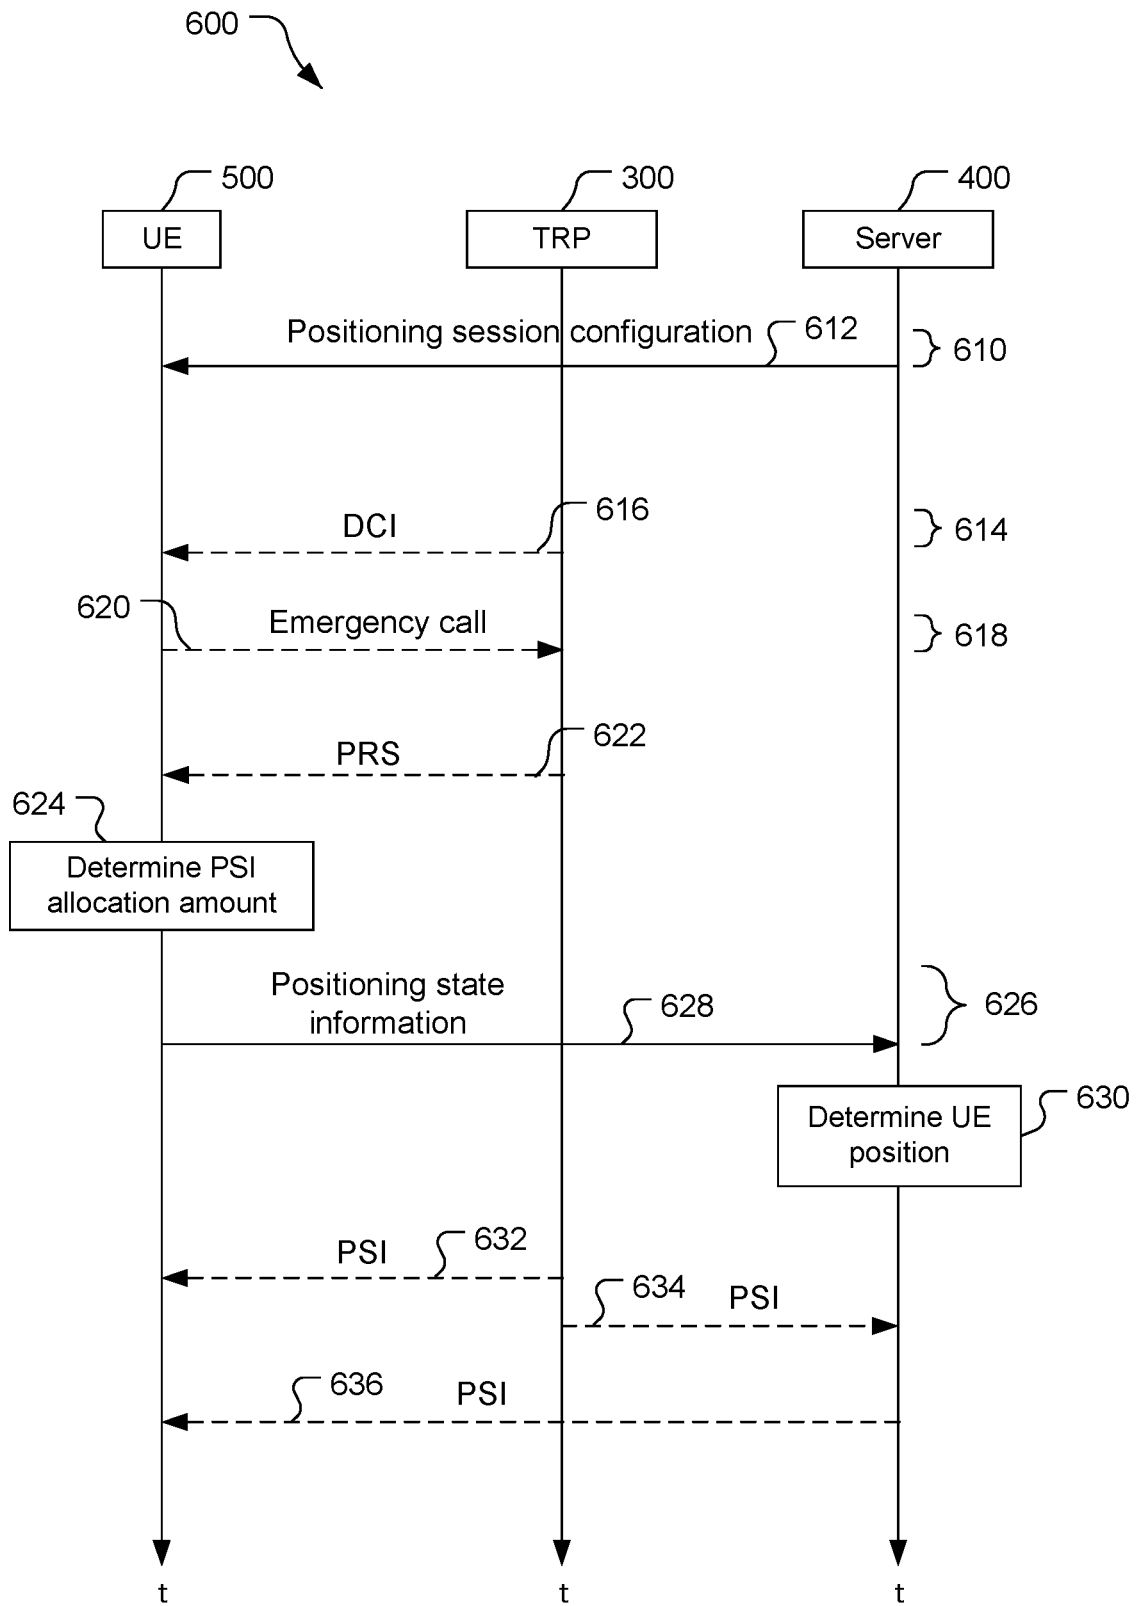 600
500
300
400
UE
TRP
Server
Positioning session configuration
612
610
DCI
616
614
620
Emergency call
618
PRS
622
624
Determine PSI
allocation amount
Positioning state
information
628
626
Determine UE
position
630
PSI
632
634
PSI
636
PSI
t
t
t